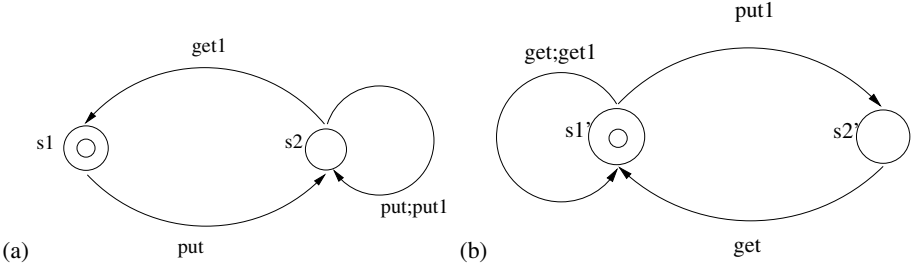 get1
s1
s2
put;put1
put
(a)
put1
get;get1
s1'
s2'
get
(b)